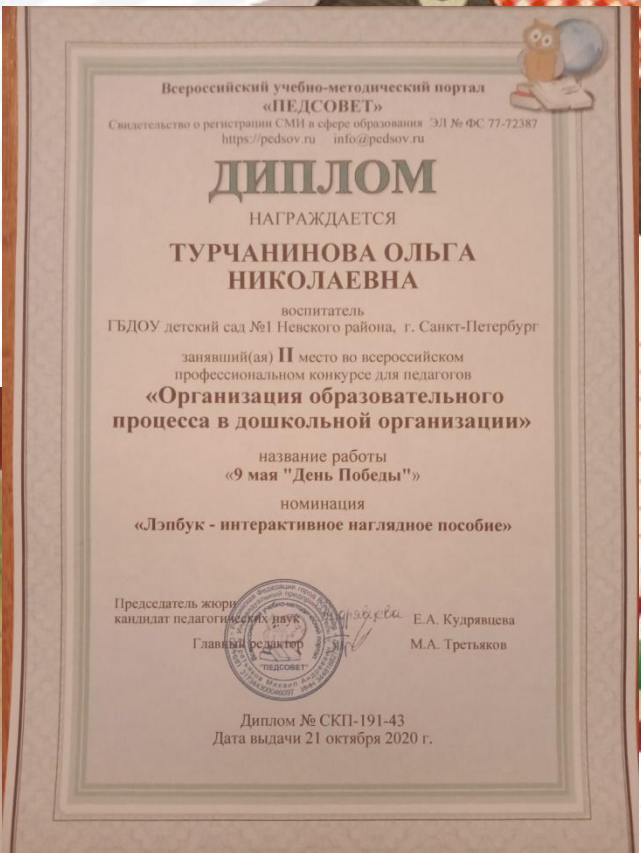 Всероссийский учебно-методический портал
«ПЕДСОВЕТ»
Свидетельство о регистрации СМИ в сфере образования ЭЛ № ФС 77-72387
https://pedsov.ru info@pedsov.ru
ДИПЛОМ
НАГРАЖДАЕТСЯ
ТУРЧАНИНОВА ОЛЬГА
НИКОЛАЕВНА
воспитатель
ГБДОУ детский сад №1 Невского района, г. Санкт-Петербург
занявший(ая) II место во всероссийском
профессиональном конкурсе для педагогов
«Организация образовательного
процесса в дошкольной организации»
название работы
«9 мая "День Победы"»
номинация
«Лэпбук - интерактивное наглядное пособие»
Председатель жюри
кандидат педагогических наук Е.А. Кудрявцева
Главный редактор М.А. Третьяков
"ПЕДСОВЕТ"
Диплом № СКП-191-43
Дата выдачи 21 октября 2020 г.